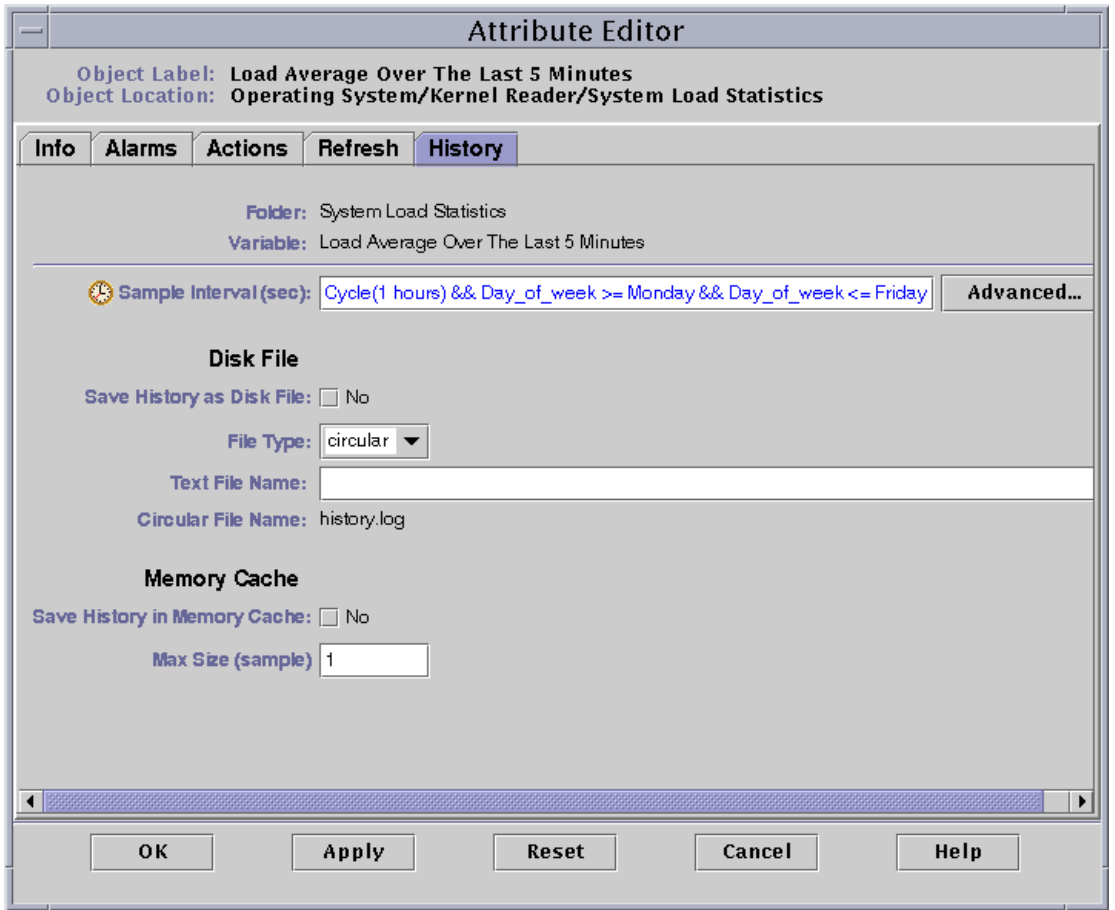 Attribute Editor
Object Label: Load Average Over The Last 5 Minutes
Object Location: Operating System/Kernel Reader/System Load Statistics
Info Alarms Actions Refresh History
Folder: System Load Statistics
Variable: Load Average Over The Last 5 Minutes
Sample Interval (sec): Cycle(1 hours) && Day_of_week >= Monday && Day_of_week <= Friday Advanced...
Disk File
Save History as Disk File: No
File Type: circular
Text File Name:
Circular File Name: history.log
Memory Cache
Save History in Memory Cache: No
Max Size (sample) 1
OK Apply Reset Cancel Help